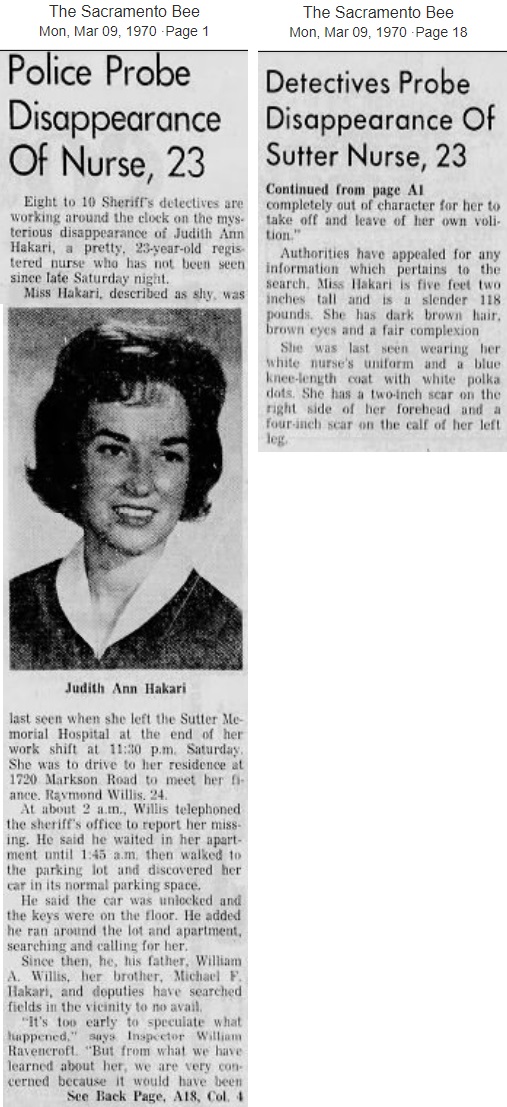 The Sacramento Bee
Mon, Mar 09, 1970 ·Page 1
Police Probe
Disappearance
Of Nurse, 23
Eight to 10 Sheriff's detectives are
working around the clock on the mys-
terious disappearance of Judith Ann
Hakari, a pretty, 23-year-old regis-
tered nurse who has not been seen
since late Saturday night.
Miss Hakari, described as shy, was
Judith Ann Hakari
last seen when she left the Sutter Me-
morial Hospital at the end of her
work shift at 11:30 p.m. Saturday.
She was to drive to her residence at
1720 Markson Road to meet her fi-
ance, Raymond Willis, 24.
At about 2 a.m., Willis telephoned
the sheriff's office to report her miss-
ing. He said he waited in her apart-
ment until 1:45 a.m. then walked to
the parking lot and discovered her
car in its normal parking space.
He said the car was unlocked and
the keys were on the floor. He added
he ran around the lot and apartment,
searching and calling for her.
Since then, he, his father, William
A. Willis, her brother, Michael F.
Hakari, and deputies have searched
fields in the vicinity to no avail.
"It's too early to speculate what
happened," says Inspector William
Ravencroft. "But from what we have
learned about her, we are very con-
cerned because it would have been
See Back Page, A18, Col. 4
The Sacramento Bee
Mon, Mar 09, 1970 ·Page 18
Detectives Probe
Disappearance Of
Sutter Nurse, 23
Continued from page A1
completely out of character for her to
take off and leave of her own voli-
tion."
Authorities have appealed for any
information which pertains to the
search. Miss Hakari is five feet two
inches tall and is a slender 118
pounds. She has dark brown hair,
brown eyes and a fair complexion
She was last seen wearing her
white nurse's uniform and a blue
knee-length coat with white polka
dots. She has a two-inch scar on the
right side of her forehead and a
four-inch scar on the calf of her left
leg.